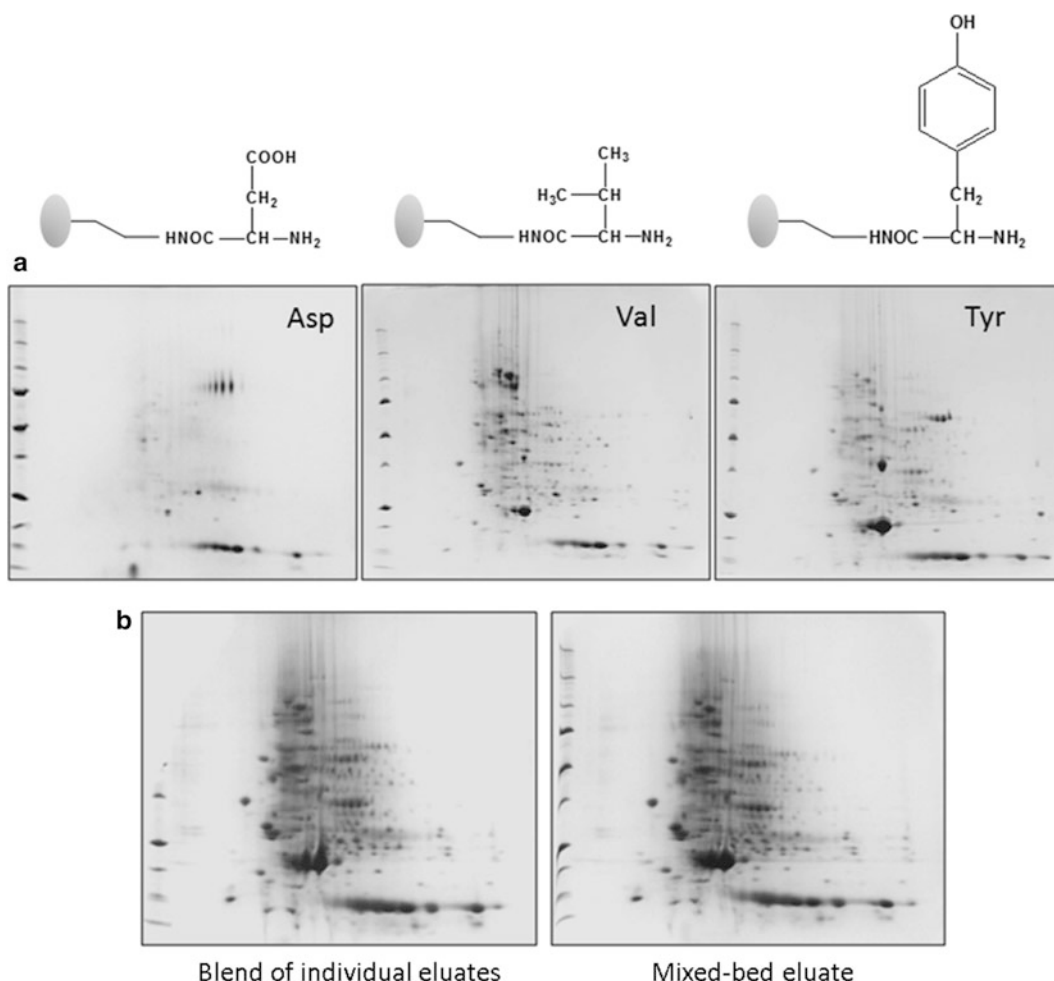 OH
COOH
CH2
HNOC—CH—NH2
CH3
H3C—CH
HNOC—CH—NH2
CH2
HNOC—CH—NH2
a
Asp
Val
Tyr
b
Blend of individual eluates
Mixed-bed eluate